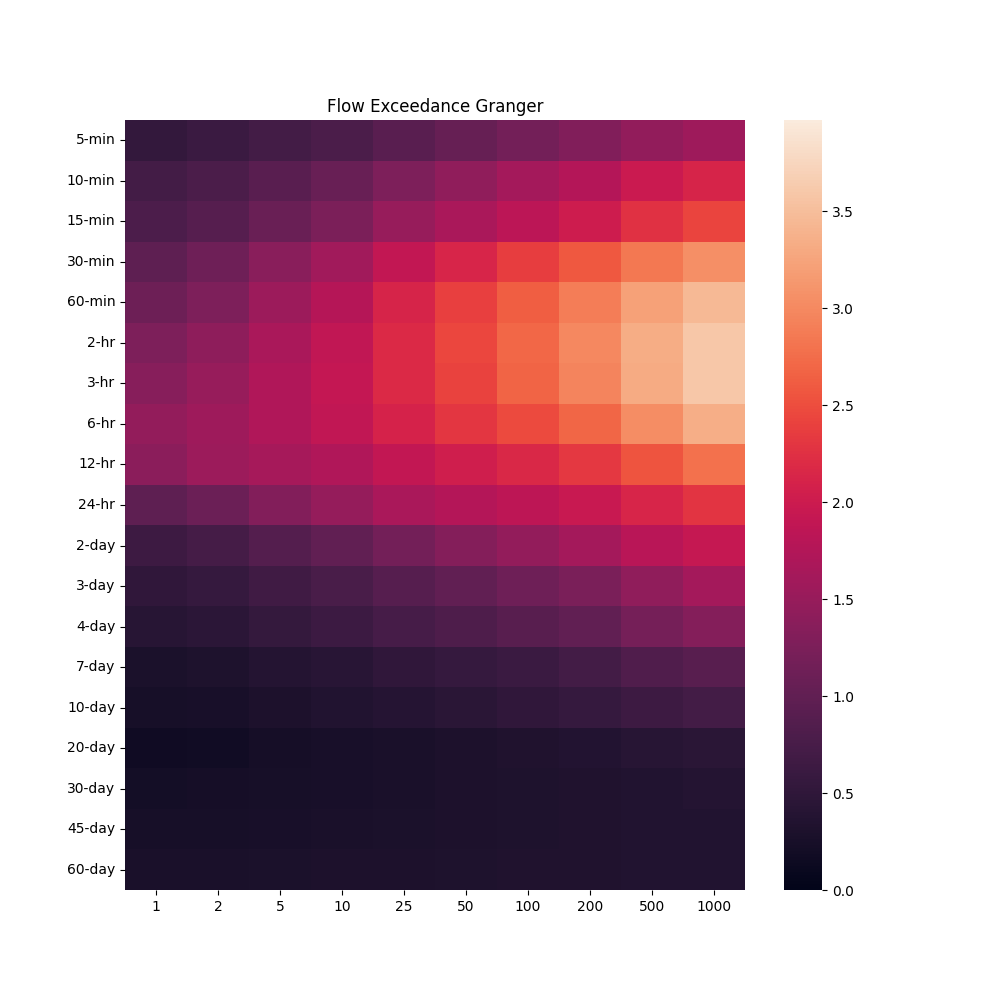 Flow Exceedance Granger
5-min
10-min
15-min
30-min
60-min
2-hr
3-hr
6-hr
12-hr
24-hr
2-day
3-day
4-day
7-day
10-day
20-day
30-day
45-day
60-day
1 2 5 10 25 50 100 200 500 1000
3.5
3.0
2.5
2.0
1.5
1.0
0.5
0.0